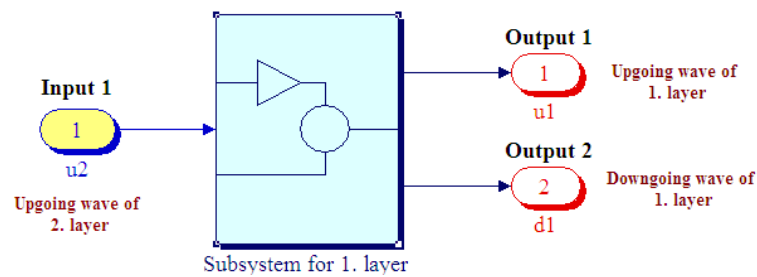 Input 1
1
u2
Upgoing wave of
2. layer
Subsystem for 1. layer
Output 1
1
u1
Upgoing wave of
1. layer
Output 2
2
d1
Downgoing wave of
1. layer